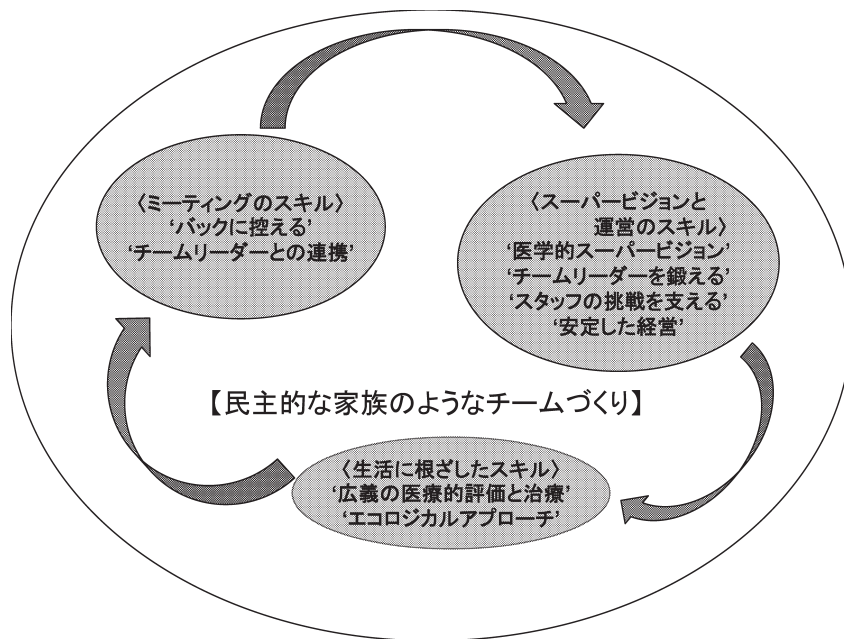 〈ミーティングのスキル〉
‘バックに控える’
‘チームリーダーとの連携’
〈スーパービジョンと
運営のスキル〉
‘医学的スーパービジョン’
‘チームリーダーを鍛える’
‘スタッフの挑戦を支える’
‘安定した経営’
【民主的な家族のようなチームづくり】
〈生活に根ざしたスキル〉
‘広義の医療的評価と治療’
‘エコロジカルアプローチ’